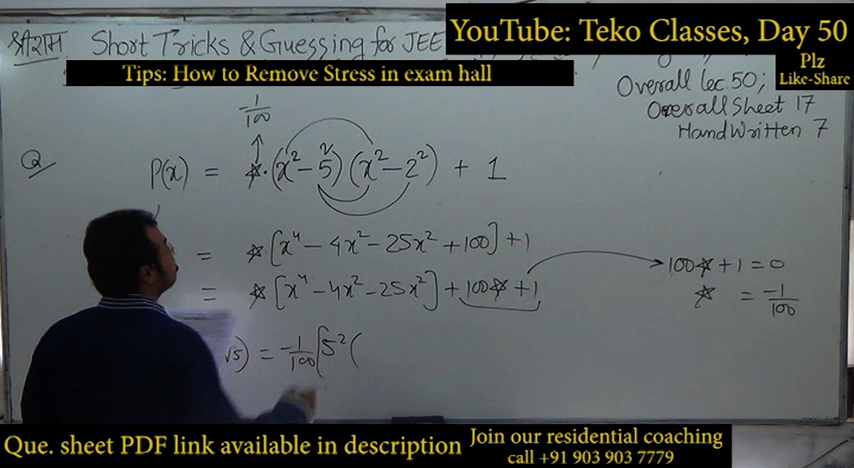 YouTube: Teko Classes, Day 50
श्रीराम Short Tricks & Guessing for JEE
Plz
Like-Share
Tips: How to Remove Stress in exam hall
Overall Lec. 50;
Overall Sheet 17
Hand Written 7
-1/100
Q P(x) = ☆·(x² - 5²)(x² - 2²) + 1
= ☆[x⁴ - 4x² - 25x² + 100] + 1
100☆ + 1 = 0
= ☆[x⁴ - 4x² - 25x²] + 100☆ + 1
☆ = -1/100
√5) = -1/100 [5² (
Que. sheet PDF link available in description
Join our residential coaching
call +91 903 903 7779